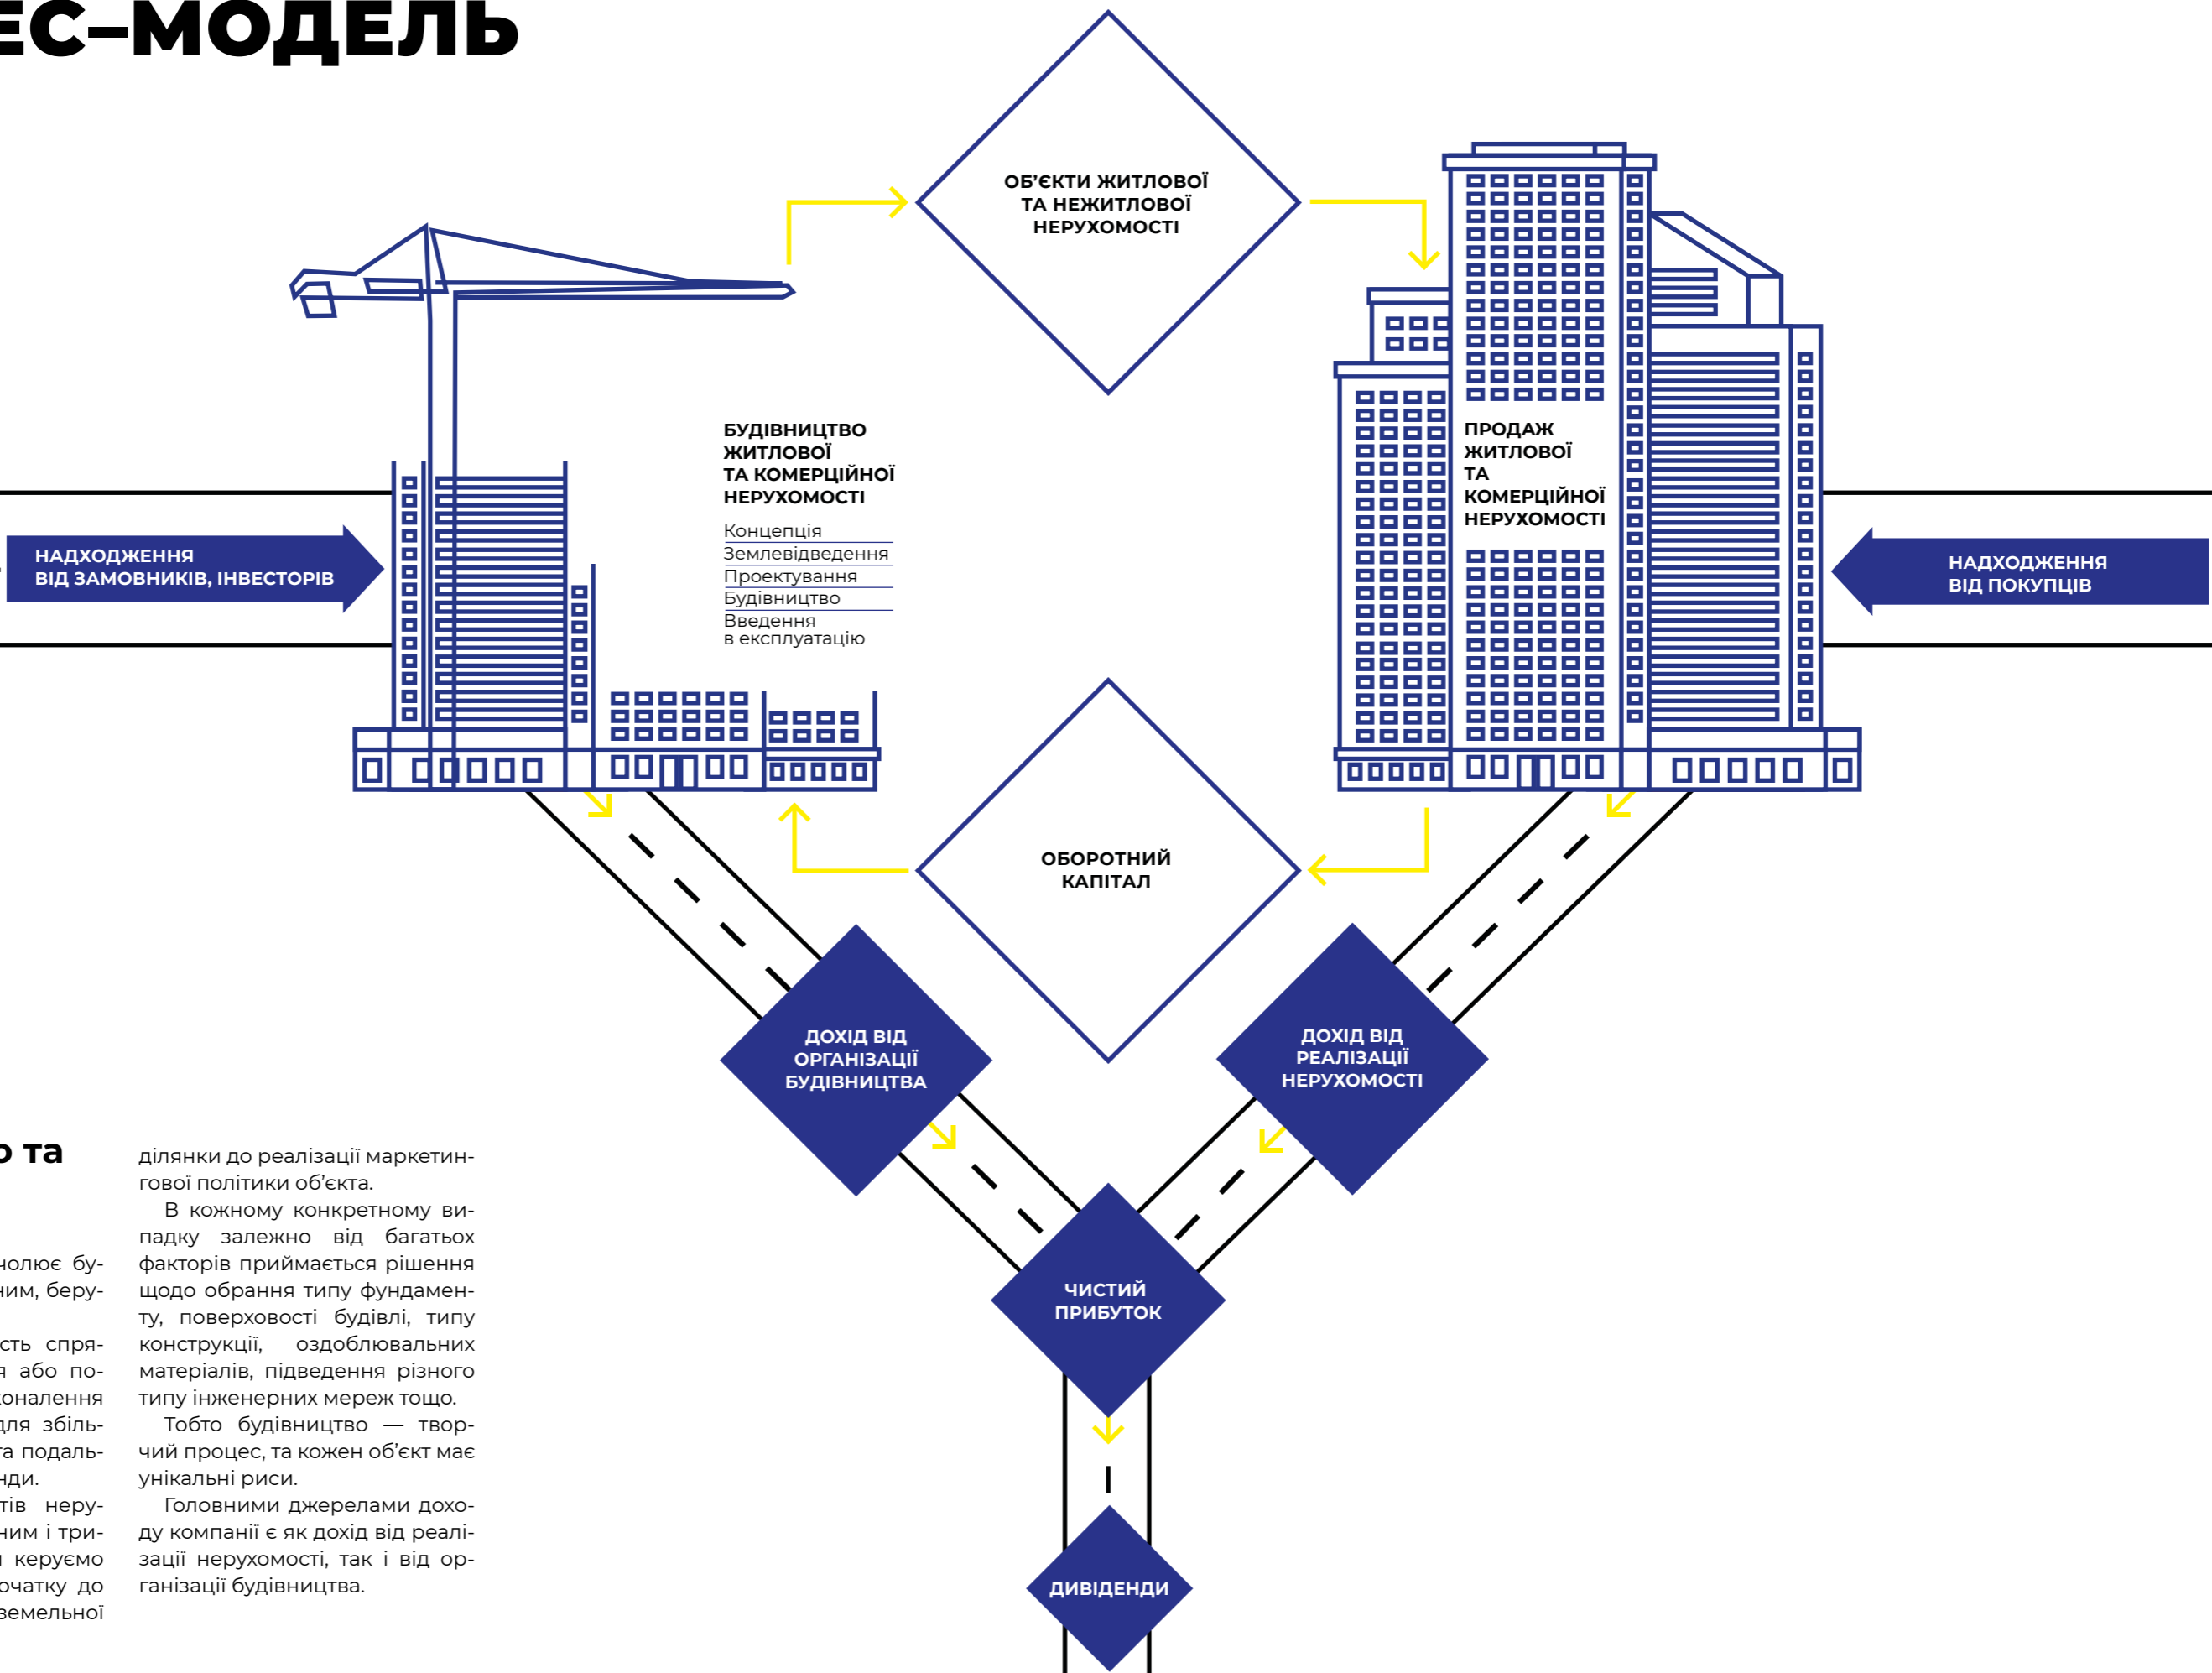 ЕС–МОДЕЛЬ
ОБ’ЄКТИ ЖИТЛОВОЇ
ТА НЕЖИТЛОВОЇ
НЕРУХОМОСТІ
БУДІВНИЦТВО
ЖИТЛОВОЇ
ТА КОМЕРЦІЙНОЇ
НЕРУХОМОСТІ
Концепція
Землевідведення
Проектування
Будівництво
Введення
в експлуатацію
ПРОДАЖ
ЖИТЛОВОЇ
ТА
КОМЕРЦІЙНОЇ
НЕРУХОМОСТІ
НАДХОДЖЕННЯ
ВІД ЗАМОВНИКІВ, ІНВЕСТОРІВ
НАДХОДЖЕННЯ
ВІД ПОКУПЦІВ
ОБОРОТНИЙ
КАПІТАЛ
ДОХІД ВІД
ОРГАНІЗАЦІЇ
БУДІВНИЦТВА
ДОХІД ВІД
РЕАЛІЗАЦІЇ
НЕРУХОМОСТІ
ЧИСТИЙ
ПРИБУТОК
ДИВІДЕНДИ
о та
чолює бу-
ним, беру-
ість спря-
я або по-
коналення
для збіль-
та подаль-
нди.
тів неру-
ним і три-
и керуємо
очатку до
земельної
ділянки до реалізації маркетин-
гової політики об’єкта.
В кожному конкретному ви-
падку залежно від багатьох
факторів приймається рішення
щодо обрання типу фундамен-
ту, поверховості будівлі, типу
конструкції, оздоблювальних
матеріалів, підведення різного
типу інженерних мереж тощо.
Тобто будівництво — твор-
чий процес, та кожен об’єкт має
унікальні риси.
Головними джерелами дохо-
ду компанії є як дохід від реалі-
зації нерухомості, так і від ор-
ганізації будівництва.